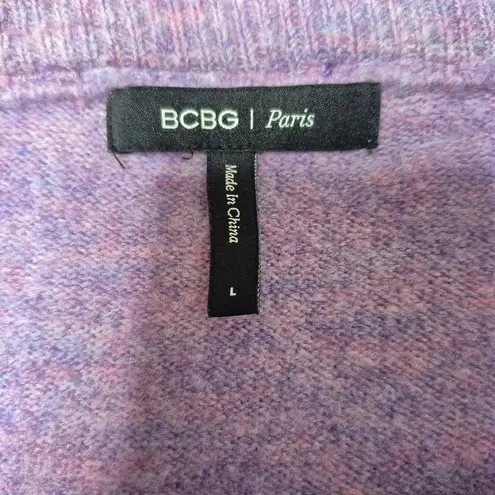 BCBG | Paris
Made In China
L